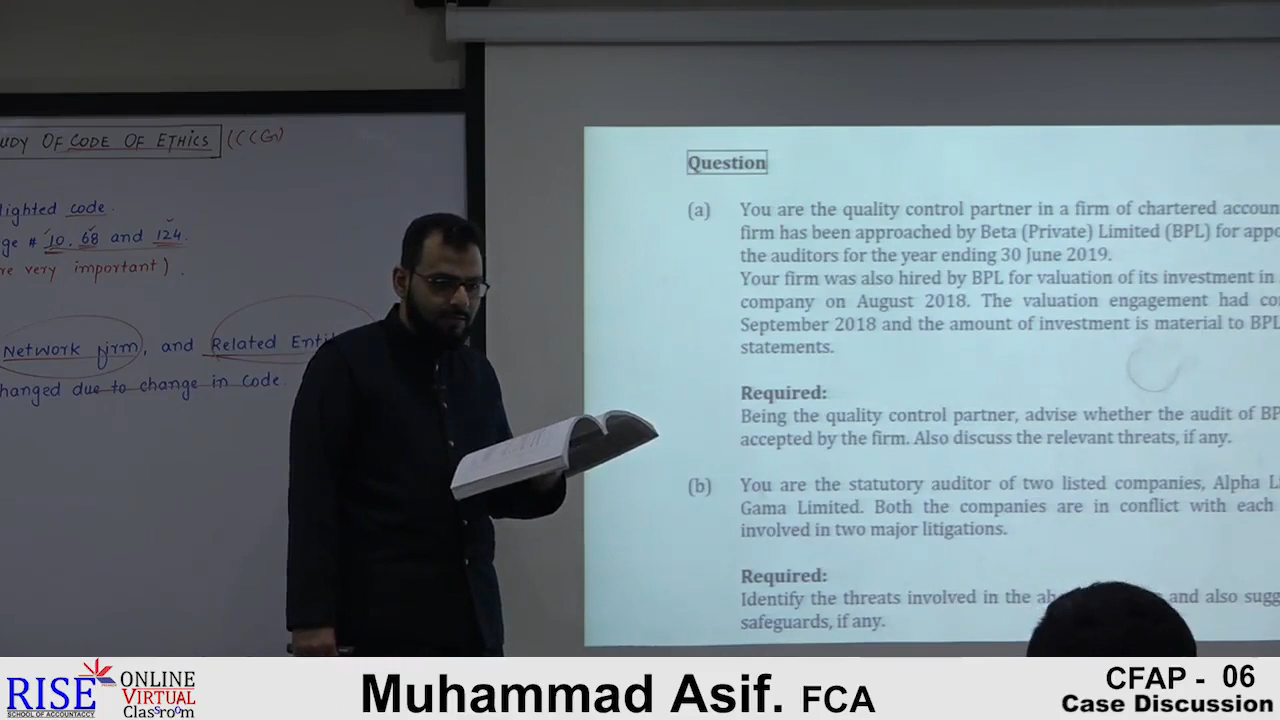 UDY OF CODE OF ETHICS (CCG)
lighted code.
ge # 10. 68 and 124.
re very important).
Network firm, and Related Enti
hanged due to change in code.
Question
(a) You are the quality control partner in a firm of chartered accoun
firm has been approached by Beta (Private) Limited (BPL) for appo
the auditors for the year ending 30 June 2019.
Your firm was also hired by BPL for valuation of its investment in
company on August 2018. The valuation engagement had co
September 2018 and the amount of investment is material to BPL
statements.
Required:
Being the quality control partner, advise whether the audit of BP
accepted by the firm. Also discuss the relevant threats, if any.
(b) You are the statutory auditor of two listed companies, Alpha Li
Gama Limited. Both the companies are in conflict with each
involved in two major litigations.
Required:
Identify the threats involved in the ab and also sugg
safeguards, if any.
RISE
SCHOOL OF ACCOUNTANCY
ONLINE
VIRTUAL
Classroom
Muhammad Asif. FCA
CFAP - 06
Case Discussion